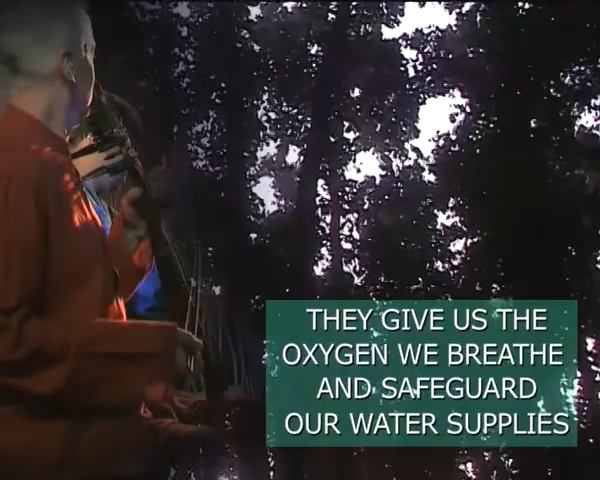 THEY GIVE US THE
OXYGEN WE BREATHE
AND SAFEGUARD
OUR WATER SUPPLIES